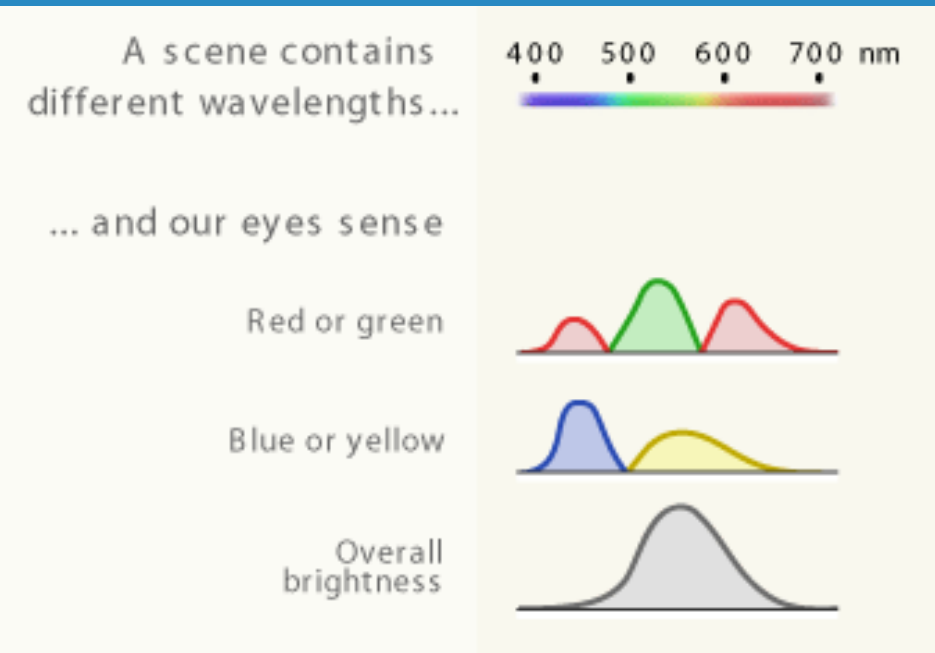 A scene contains
different wavelengths...
400 500 600 700 nm
... and our eyes sense
Red or green
Blue or yellow
Overall
brightness